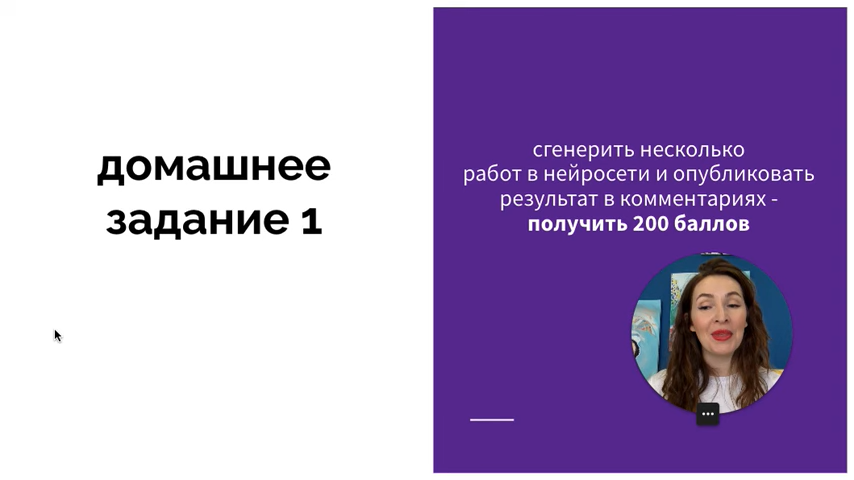 домашнее
задание 1
сгенерить несколько
работ в нейросети и опубликовать
результат в комментариях -
получить 200 баллов